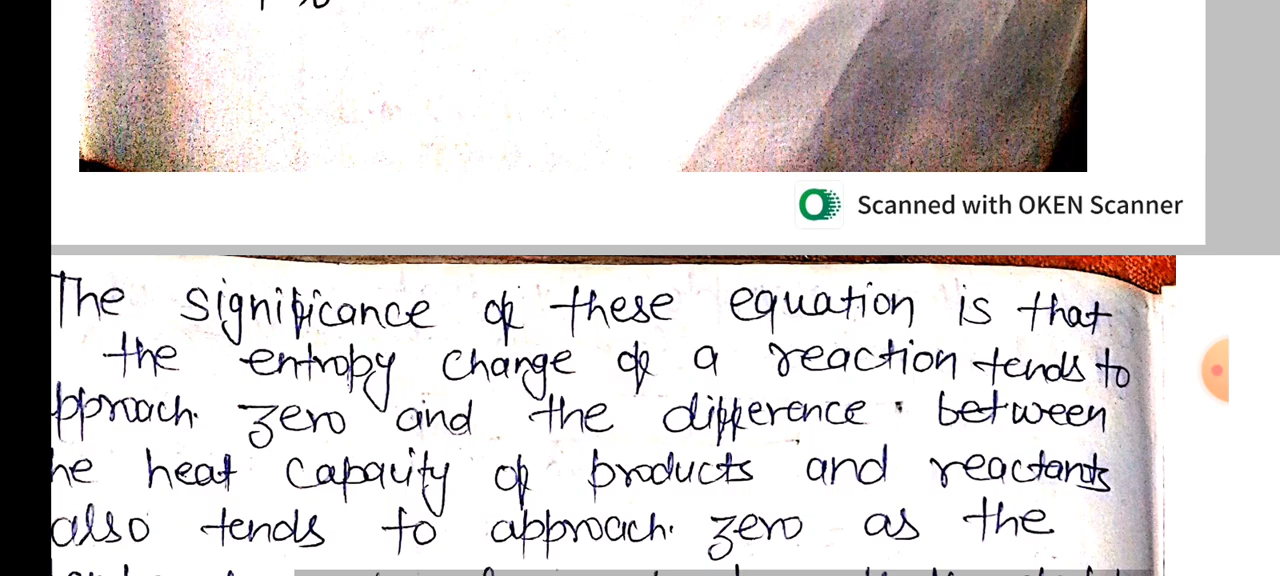 Scanned with OKEN Scanner
The significance of these equation is that
the entropy change of a reaction tends to
pproach zero and the difference between
he heat capacity of products and reactants
also tends to approach zero as the